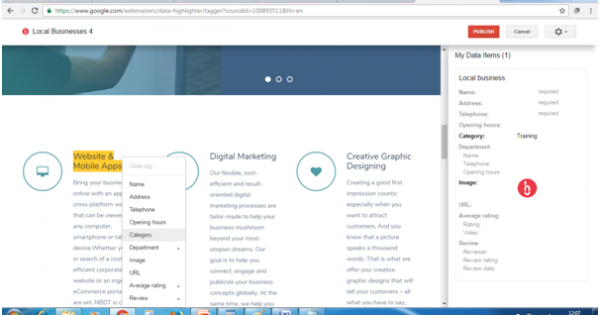 https://www.google.com/webmasters/data-highlighter/tagger?sourceId=100893511&hl=en
Local Businesses 4
PUBLISH
Cancel
My Data Items (1)
Local business
Name: required
Address: required
Telephone: required
Opening hours:
Category: Training
Department
Name:
Telephone:
Opening hours
Image:
URL:
Average rating:
Rating:
Video:
Review
Reviewer:
Review rating:
Review date:
Website &
Mobile Apps
Bring your busine
online with an app
cross-platform we
that can be viewed
any computer,
smartphone or tal
device.Whether y
in search of a cost
efficient corporate
website or an
eCommerce porta
are on! NBDT is c
Clear tag
Name
Address
Telephone
Opening hours
Category
Department
Image
URL
Average rating
Review
Digital Marketing
Our flexible, cost-
efficient and result-
oriented digital
marketing processes are
tailor-made to help your
business mushroom
beyond your most
utopian dreams. Our
goal is to help you
connect, engage and
publicize your business
concepts globally. At the
same time, we help you
Creative Graphic
Designing
Creating a good first
impression counts;
especially when you
want to attract
customers. And you
know that a picture
speaks a thousand
words. That is what we
offer you creative
graphic designs that will
tell your customers – all
what you have to say,
12:07